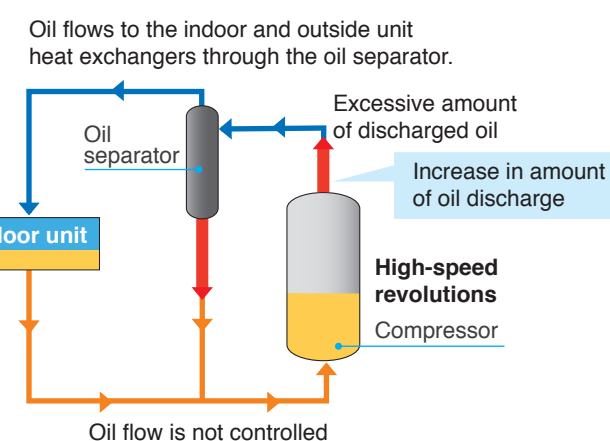 Oil flows to the indoor and outside unit
heat exchangers through the oil separator.
Excessive amount
of discharged oil
Oil
separator
Increase in amount
of oil discharge
door unit
High-speed
revolutions
Compressor
Oil flow is not controlled